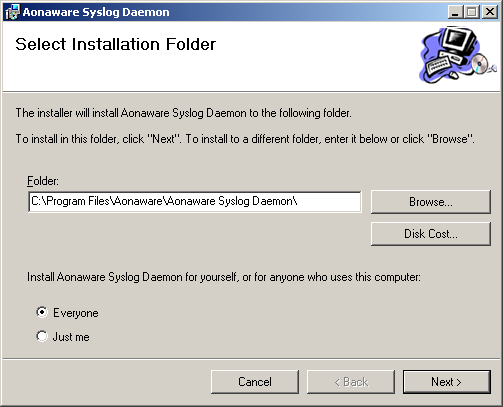 Aonaware Syslog Daemon
Select Installation Folder
The installer will install Aonaware Syslog Daemon to the following folder.
To install in this folder, click "Next". To install to a different folder, enter it below or click "Browse".
Folder:
C:\Program Files\Aonaware\Aonaware Syslog Daemon\
Browse...
Disk Cost...
Install Aonaware Syslog Daemon for yourself, or for anyone who uses this computer:
Everyone
Just me
Cancel
< Back
Next >